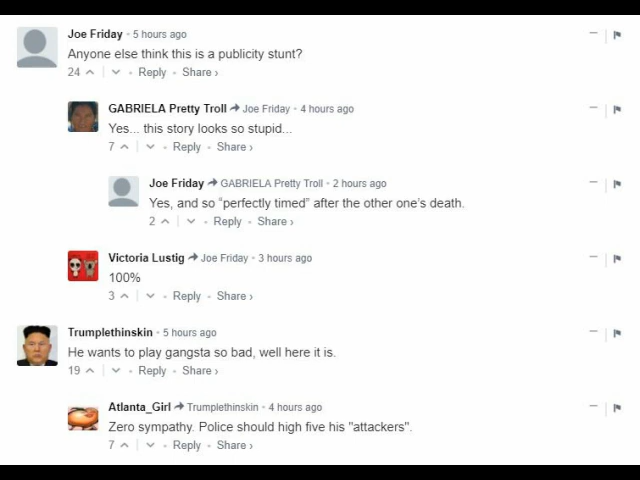 Joe Friday • 5 hours ago
Anyone else think this is a publicity stunt?
24 • Reply • Share ›
GABRIELA Pretty Troll Joe Friday • 4 hours ago
Yes... this story looks so stupid...
7 • Reply • Share ›
Joe Friday GABRIELA Pretty Troll • 2 hours ago
Yes, and so “perfectly timed” after the other one’s death.
2 • Reply • Share ›
Victoria Lustig Joe Friday • 3 hours ago
100%
3 • Reply • Share ›
Trumplethinskin • 5 hours ago
He wants to play gangsta so bad, well here it is.
19 • Reply • Share ›
Atlanta_Girl Trumplethinskin • 4 hours ago
Zero sympathy. Police should high five his "attackers".
7 • Reply • Share ›